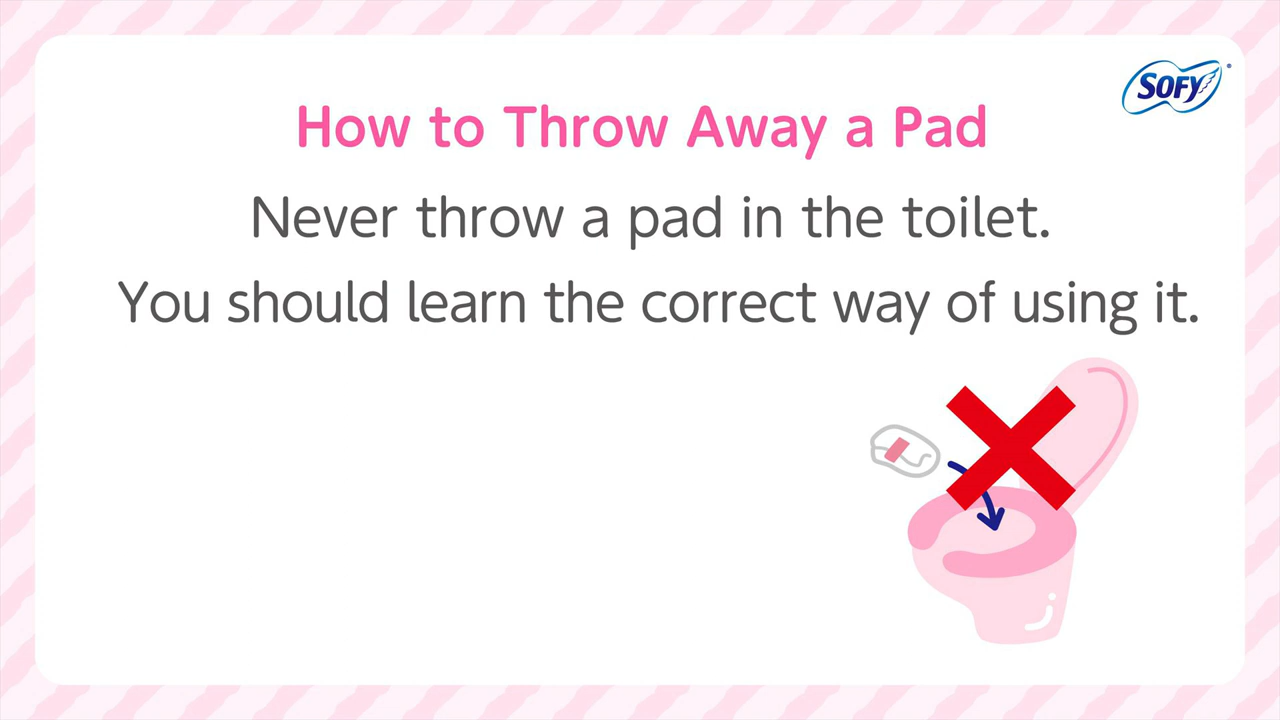 SOFY
How to Throw Away a Pad
Never throw a pad in the toilet.
You should learn the correct way of using it.